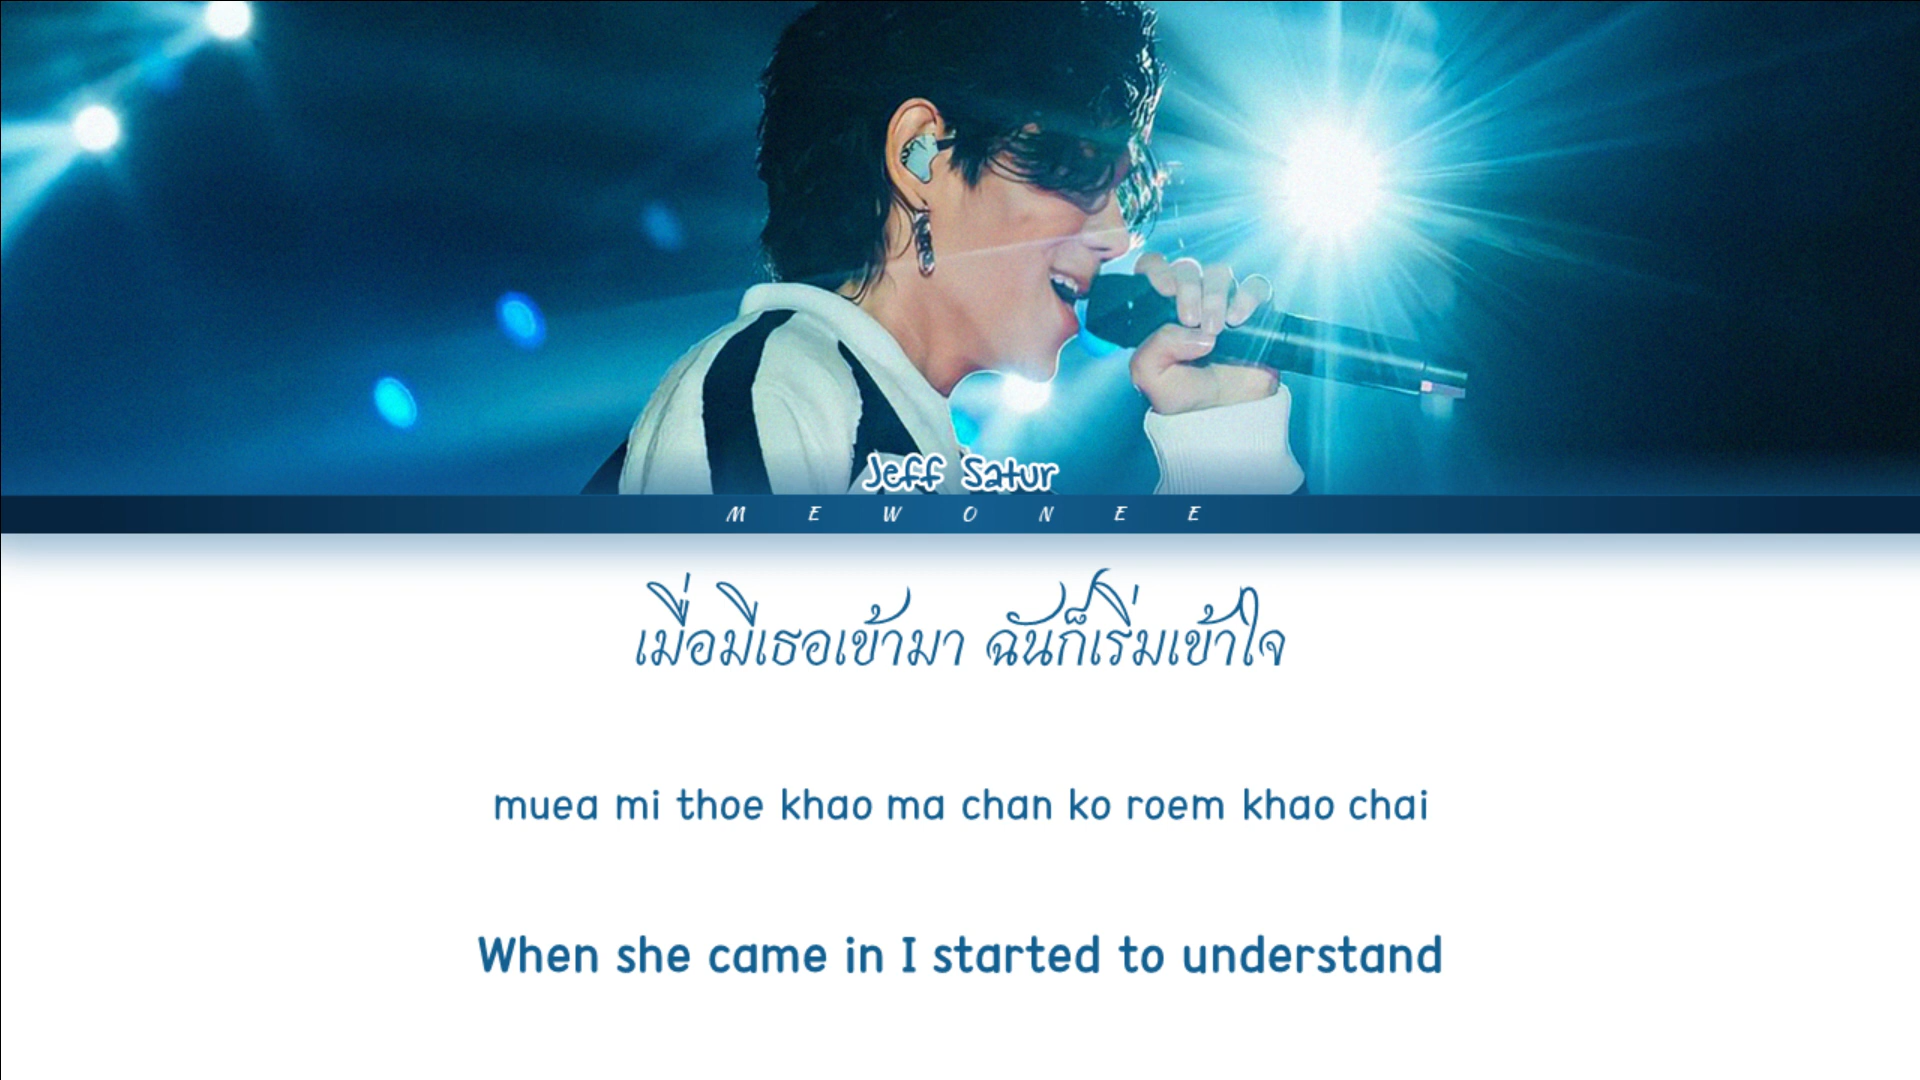 Jeff Satur
MEWONEE
เมื่อมีเธอเข้ามา ฉันก็เริ่มเข้าใจ
muea mi thoe khao ma chan ko roem khao chai
When she came in I started to understand